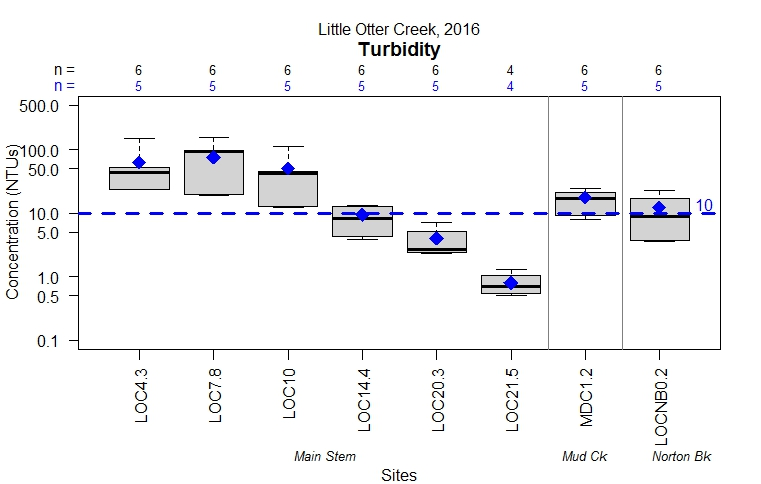 Little Otter Creek, 2016
Turbidity
n = 6 6 6 6 6 4 6 6
n = 5 5 5 5 5 4 5 5
Concentration (NTUs)
500.0
100.0
50.0
10.0
5.0
1.0
0.5
0.1
10
LOC4.3 LOC7.8 LOC10 LOC14.4 LOC20.3 LOC21.5 MDC1.2 LOCNB0.2
Main Stem Mud Ck Norton Bk
Sites